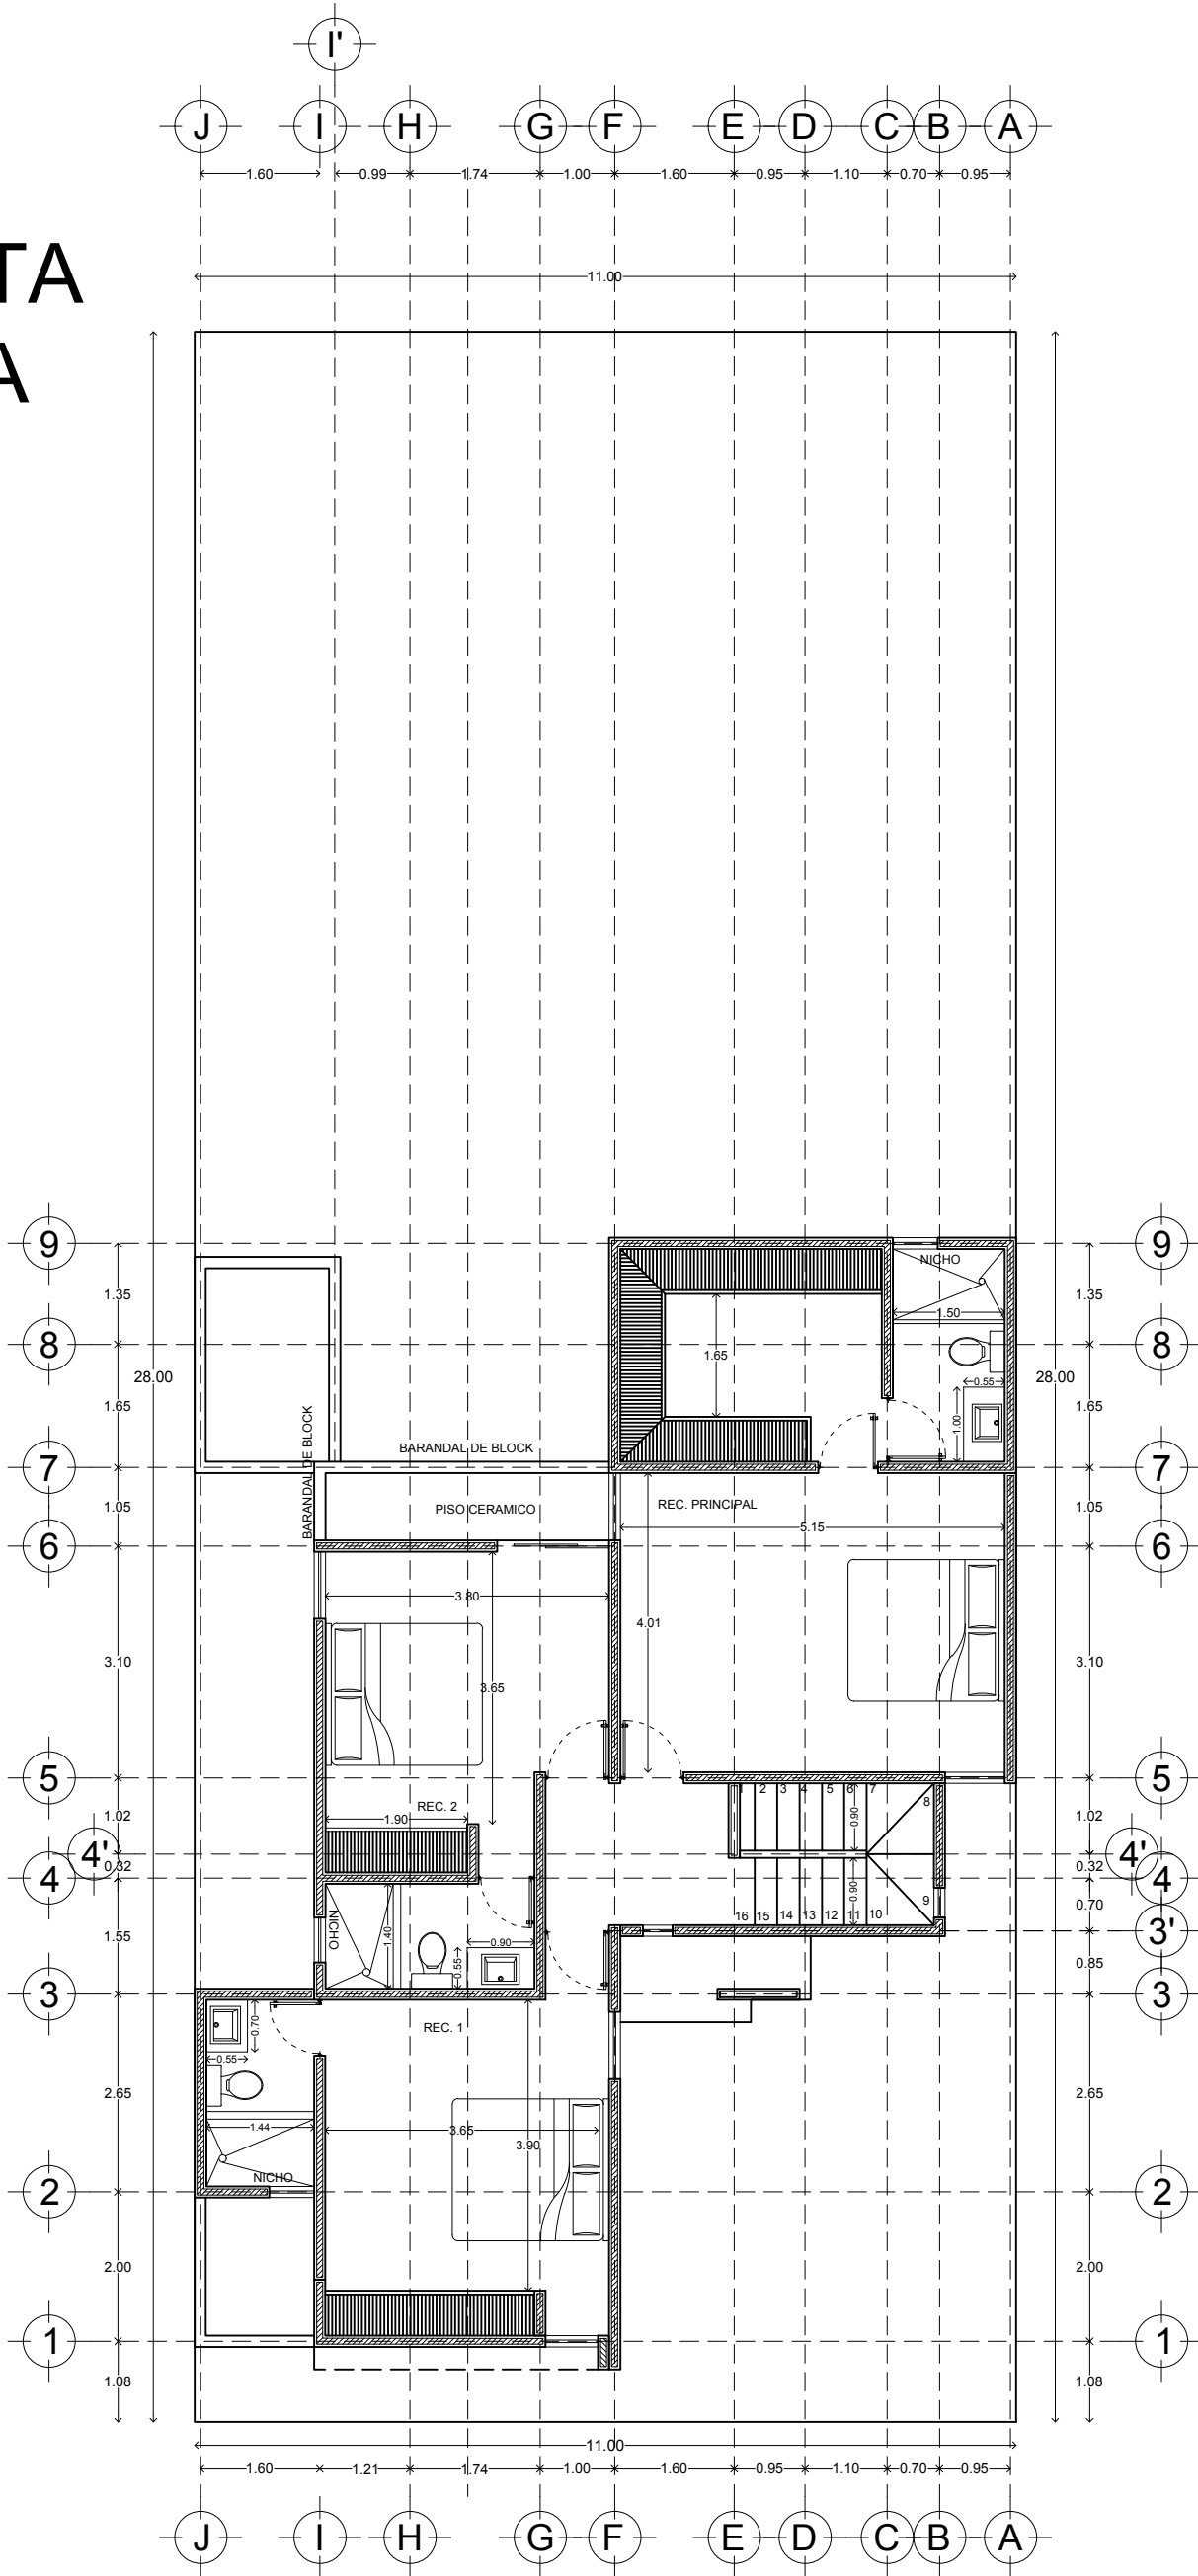 I'
J I H G F E D C B A
1.60 0.99 1.74 1.00 1.60 0.95 1.10 0.70 0.95
TA
A
11.00
9 9
NICHO
1.35 1.35
1.50
8 8
1.65
28.00 28.00
0.55
1.65 1.65
1.00
BARANDAL DE BLOCK
BARANDAL DE BLOCK
7 7
PISO CERAMICO
REC. PRINCIPAL
1.05 1.05
5.15
6 6
3.80
4.01
3.10 3.10
3.65
5 5
1 2 3 4 5 6 7 8
REC. 2
1.02 1.02
1.90
0.90
4' 4'
0.32 0.32
4 4
0.90
0.70
9
16 15 14 13 12 11 10
NICHO
1.40
0.90
0.55
3'
1.55
0.85
3 3
REC. 1
0.70
0.55
2.65 2.65
1.44
3.65
3.90
NICHO
2 2
2.00 2.00
1 1
1.08 1.08
11.00
1.60 1.21 1.74 1.00 1.60 0.95 1.10 0.70 0.95
J I H G F E D C B A